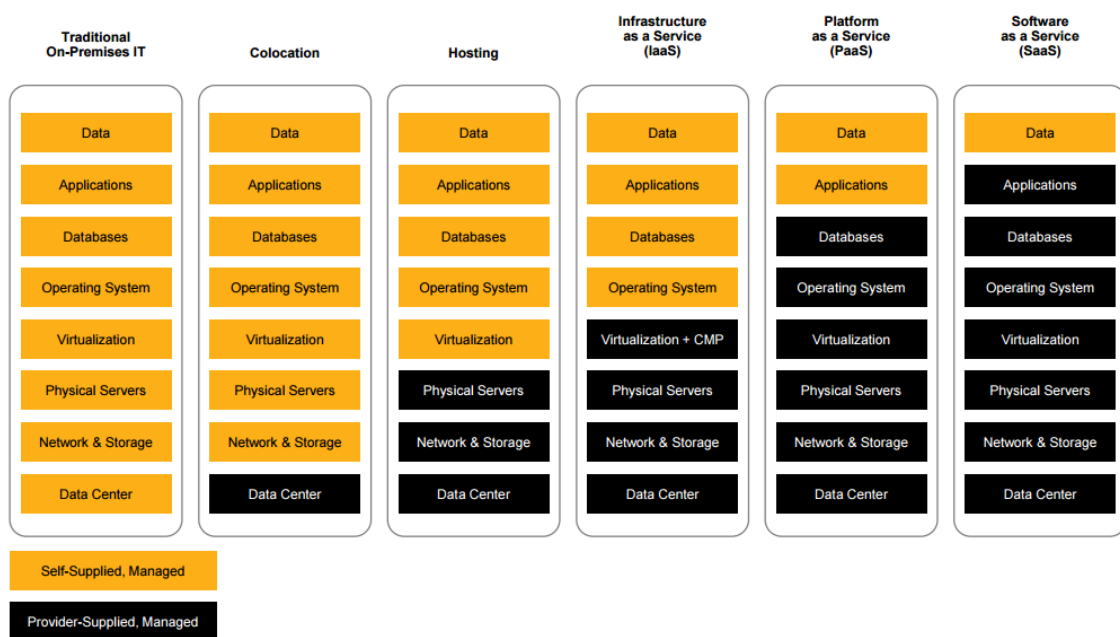 Traditional
On-Premises IT
Colocation
Hosting
Infrastructure
as a Service
(IaaS)
Platform
as a Service
(PaaS)
Software
as a Service
(SaaS)
Data
Applications
Databases
Operating System
Virtualization
Physical Servers
Network & Storage
Data Center
Data
Applications
Databases
Operating System
Virtualization
Physical Servers
Network & Storage
Data Center
Data
Applications
Databases
Operating System
Virtualization
Physical Servers
Network & Storage
Data Center
Data
Applications
Databases
Operating System
Virtualization + CMP
Physical Servers
Network & Storage
Data Center
Data
Applications
Databases
Operating System
Virtualization
Physical Servers
Network & Storage
Data Center
Data
Applications
Databases
Operating System
Virtualization
Physical Servers
Network & Storage
Data Center
Self-Supplied, Managed
Provider-Supplied, Managed